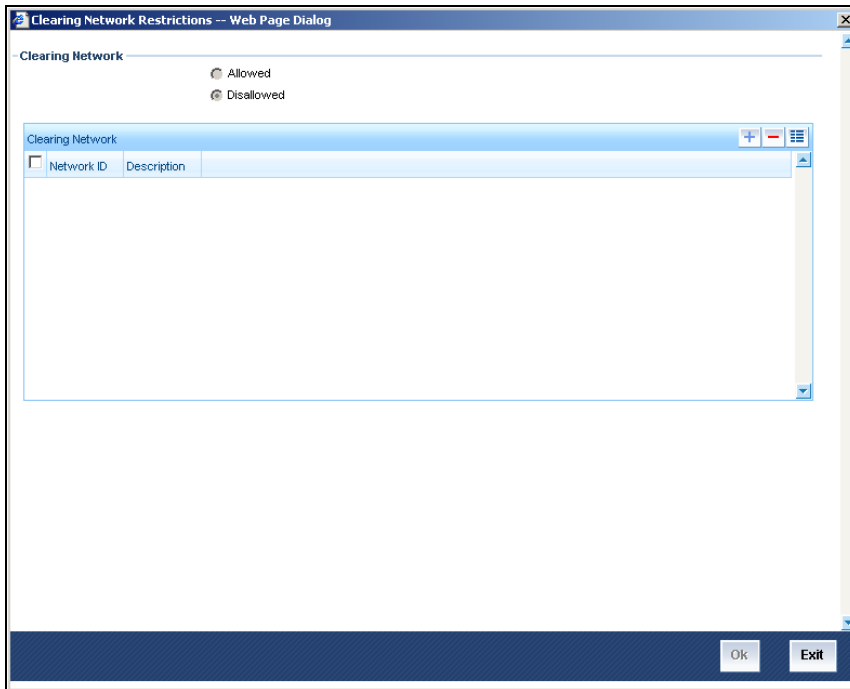 Clearing Network Restrictions -- Web Page Dialog
Clearing Network
Allowed
Disallowed
Clearing Network
Network ID Description
Ok Exit